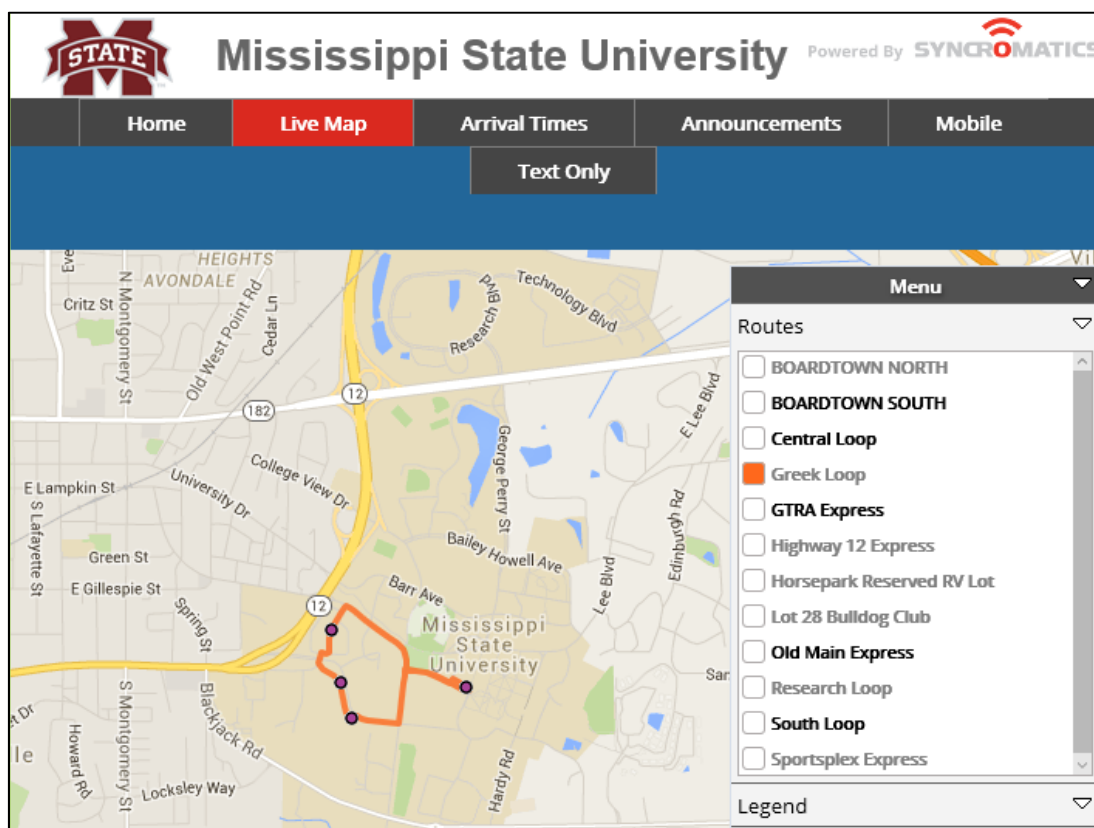 STATE
Mississippi State University
Powered By SYNCROMATICS
Home
Live Map
Arrival Times
Announcements
Mobile
Text Only
HEIGHTS
AVONDALE
Critz St
N Montgomery St
Old West Point Rd
Cedar Ln
Research Blvd
Technology Blvd
12
182
E Lee Blvd
George Perry St
College View Dr
University Dr
E Lampkin St
S Lafayette St
Green St
E Gillespie St
Spring St
Bailey Howell Ave
Barr Ave
Lee Blvd
Edinburgh Rd
12
Mississippi
State
University
Blackjack Rd
S Montgomery St
Howard Rd
Locksley Way
Hardy Rd
Menu
Routes
BOARDTOWN NORTH
BOARDTOWN SOUTH
Central Loop
Greek Loop
GTRA Express
Highway 12 Express
Horsepark Reserved RV Lot
Lot 28 Bulldog Club
Old Main Express
Research Loop
South Loop
Sportsplex Express
Legend